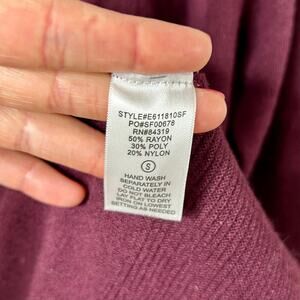 STYLE#E611810SF
PO#SF00678
RN#84319
50% RAYON
30% POLY
20% NYLON
S
HAND WASH
SEPARATELY IN
COLD WATER
DO NOT BLEACH
LAY FLAT TO DRY
IRON ON LOWEST
SETTING AS NEEDED